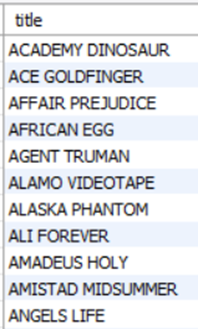 title
ACADEMY DINOSAUR
ACE GOLDFINGER
AFFAIR PREJUDICE
AFRICAN EGG
AGENT TRUMAN
ALAMO VIDEOTAPE
ALASKA PHANTOM
ALI FOREVER
AMADEUS HOLY
AMISTAD MIDSUMMER
ANGELS LIFE